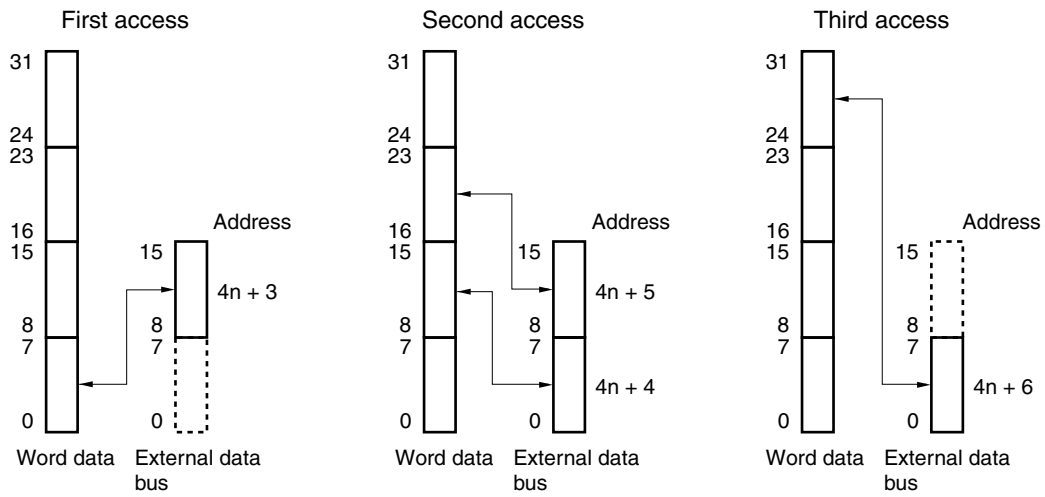 First access
31
24
23
16
15
8
7
0
Word data
Address
15
4n + 3
8
7
0
External data
bus
Second access
31
24
23
16
15
8
7
0
Word data
Address
15
4n + 5
8
7
4n + 4
0
External data
bus
Third access
31
24
23
16
15
8
7
0
Word data
Address
15
8
7
4n + 6
0
External data
bus